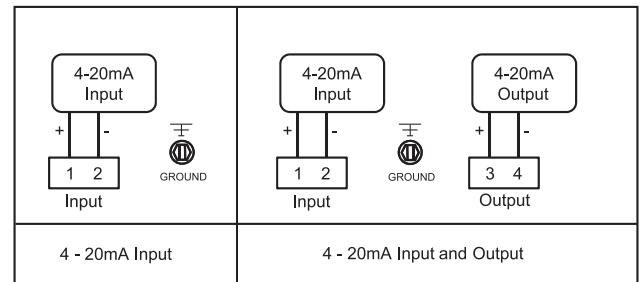 4-20mA
Input
+ -
1 2
Input
GROUND
4 - 20mA Input
4-20mA
Input
+ -
1 2
Input
GROUND
4-20mA
Output
+ -
3 4
Output
4 - 20mA Input and Output